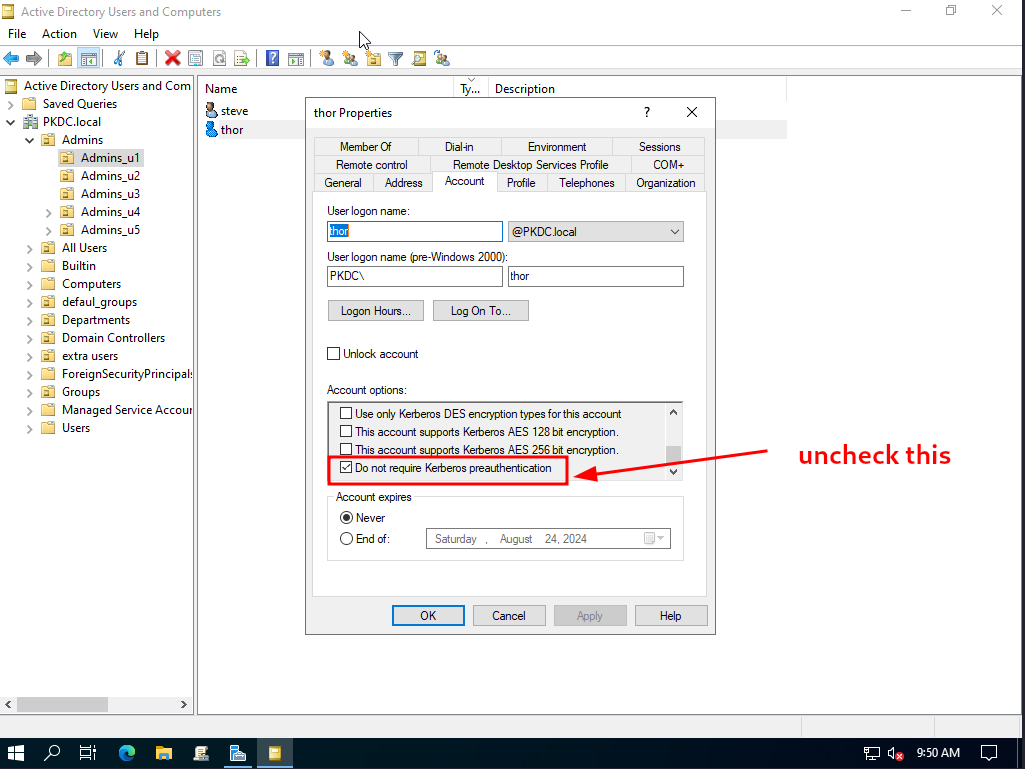 Active Directory Users and Computers
File Action View Help
Active Directory Users and Com
Saved Queries
PKDC.local
Admins
Admins_u1
Admins_u2
Admins_u3
Admins_u4
Admins_u5
All Users
Builtin
Computers
defaul_groups
Departments
Domain Controllers
extra users
ForeignSecurityPrincipals
Groups
Managed Service Accour
Users
Name Ty... Description
steve
thor
thor Properties ?
Member Of Dial-in Environment Sessions
Remote control Remote Desktop Services Profile COM+
General Address Account Profile Telephones Organization
User logon name:
thor @PKDC.local
User logon name (pre-Windows 2000):
PKDC\ thor
Logon Hours... Log On To...
Unlock account
Account options:
Use only Kerberos DES encryption types for this account
This account supports Kerberos AES 128 bit encryption.
This account supports Kerberos AES 256 bit encryption.
Do not require Kerberos preauthentication
Account expires
Never
End of: Saturday , August 24, 2024
OK Cancel Apply Help
uncheck this
9:50 AM